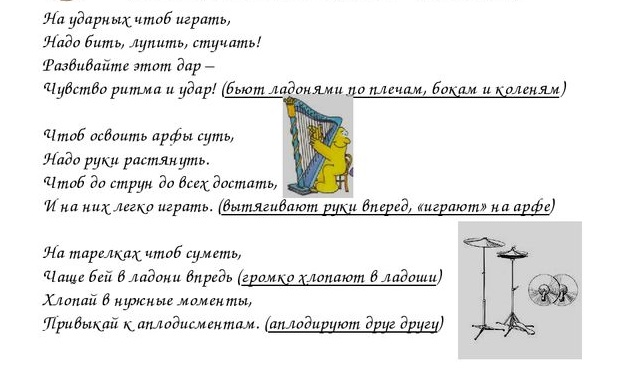 На ударных чтоб играть,
Надо бить, лупить, стучать!
Развивайте этот дар –
Чувство ритма и удар! (бьют ладонями по плечам, бокам и коленям)
Чтоб освоить арфы суть,
Надо руки растянуть.
Чтоб до струн до всех достать,
И на них легко играть. (вытягивают руки вперед, «играют» на арфе)
На тарелках чтоб суметь,
Чаще бей в ладони впредь (громко хлопают в ладоши)
Хлопай в нужные моменты,
Привыкай к аплодисментам. (аплодируют друг другу)